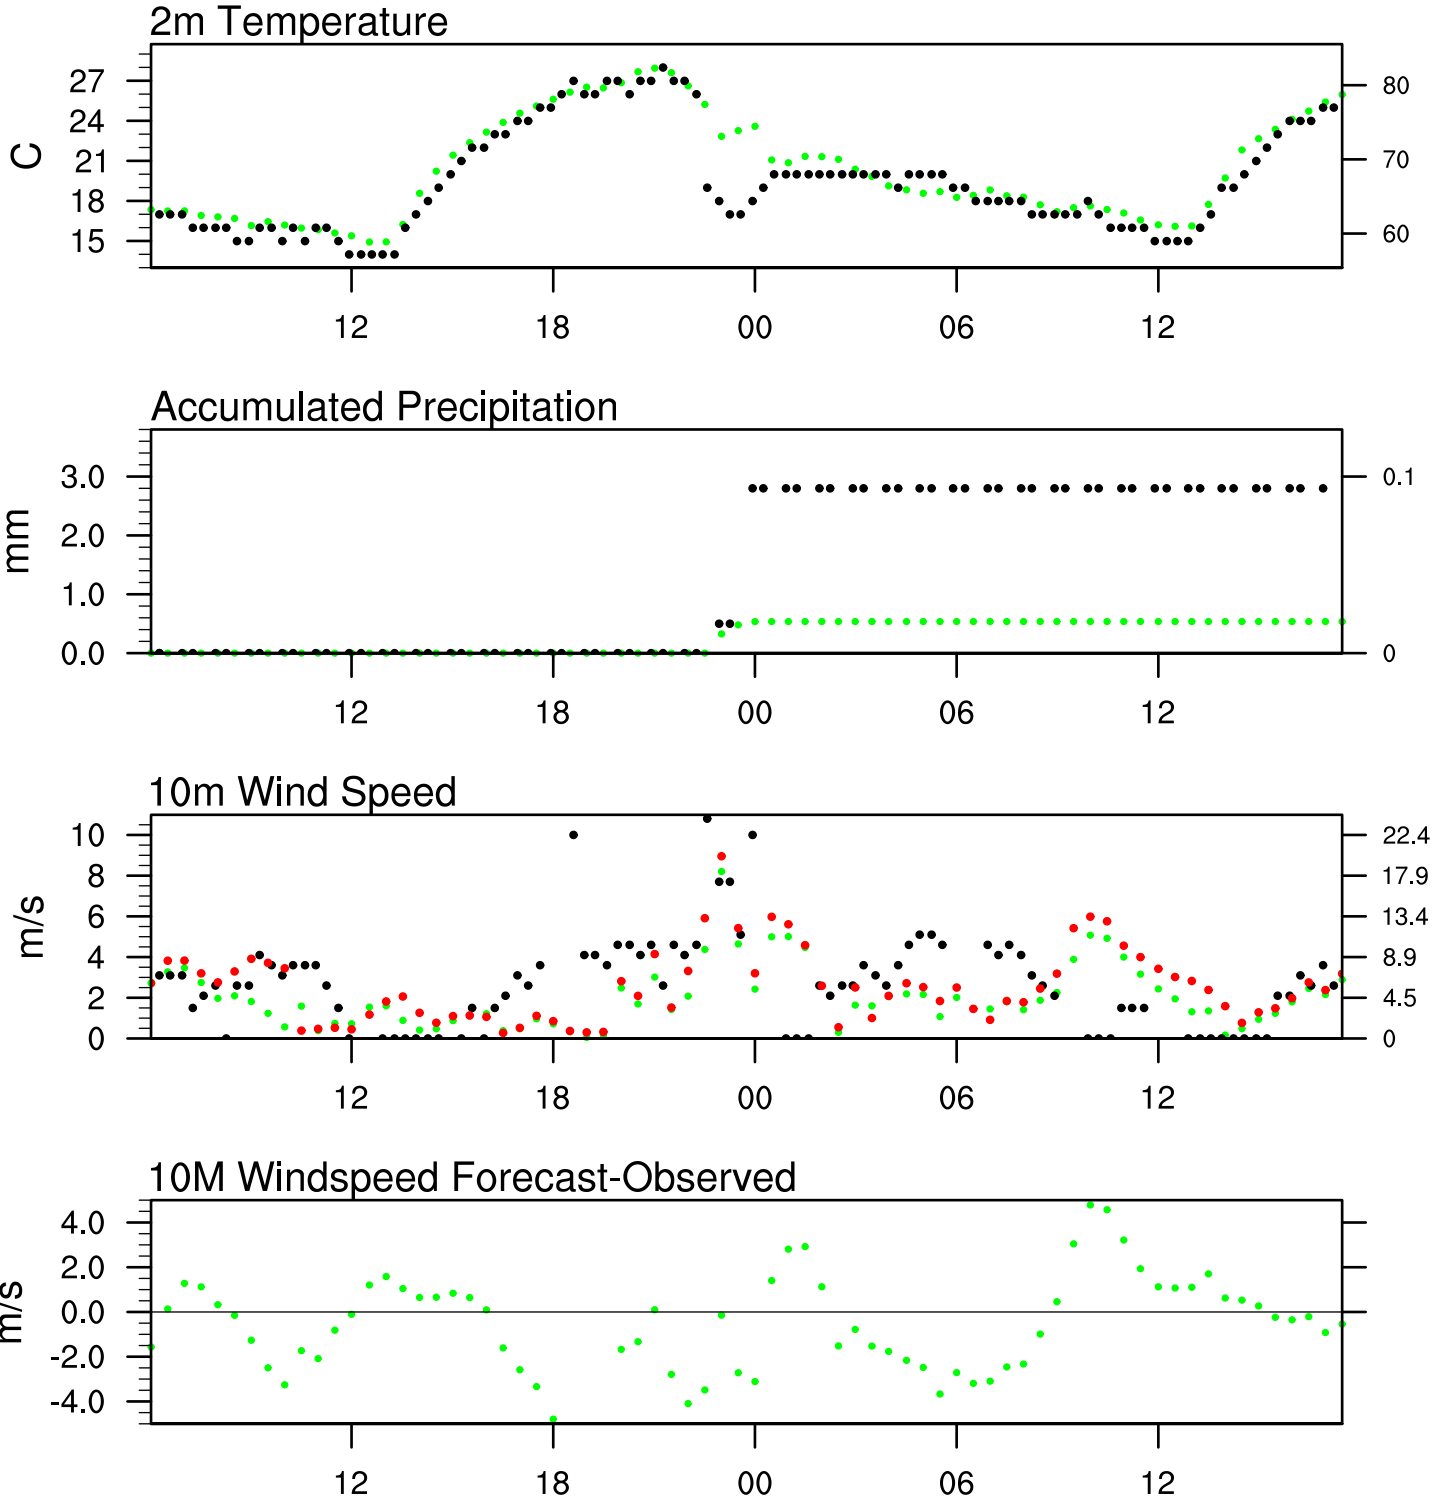 2m Temperature
C
27
24
21
18
15
80
70
60
12 18 00 06 12
Accumulated Precipitation
mm
3.0
2.0
1.0
0.0
0.1
0
12 18 00 06 12
10m Wind Speed
m/s
10
8
6
4
2
0
22.4
17.9
13.4
8.9
4.5
0
12 18 00 06 12
10M Windspeed Forecast-Observed
m/s
4.0
2.0
0.0
-2.0
-4.0
12 18 00 06 12